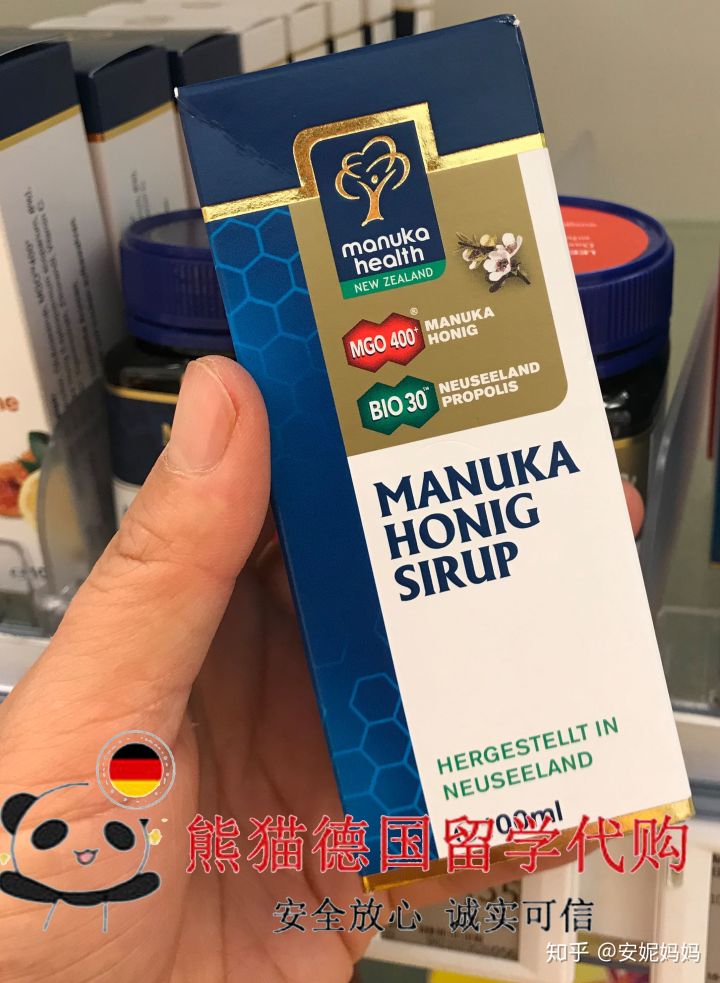 manuka
health
NEW ZEALAND
MGO 400+
®
MANUKA
HONIG
BIO 30™
NEUSEELAND
PROPOLIS
MANUKA
HONIG
SIRUP
HERGESTELLT IN
NEUSEELAND
100ml
熊猫德国留学代购
安全放心 诚实可信
知乎 @安妮妈妈